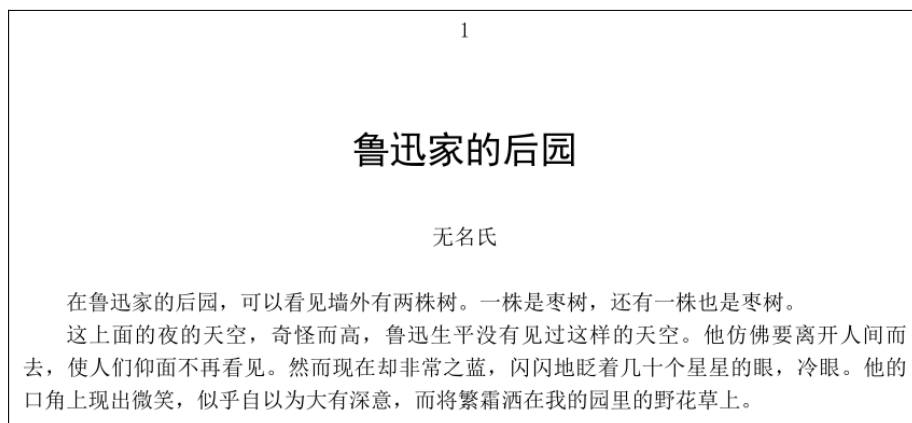 1
鲁迅家的后园
无名氏
在鲁迅家的后园，可以看见墙外有两株树。一株是枣树，还有一株也是枣树。
这上面的夜的天空，奇怪而高，鲁迅生平没有见过这样的天空。他仿佛要离开人间而
去，使人们仰面不再看见。然而现在却非常之蓝，闪闪地眨着几十个星星的眼，冷眼。他的
口角上现出微笑，似乎自以为大有深意，而将繁霜洒在我的园里的野花草上。